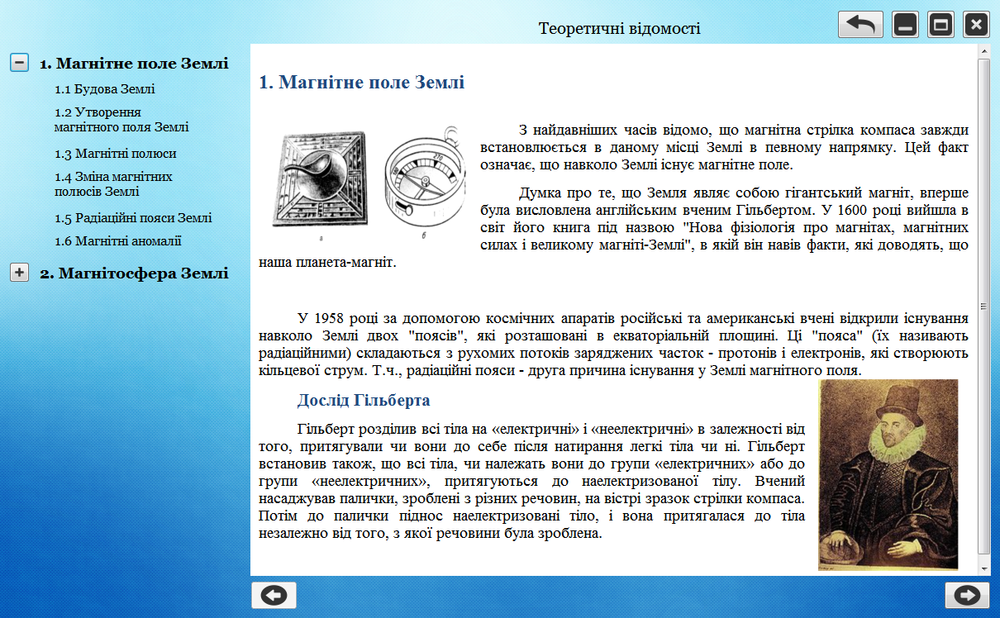 Теоретичні відомості
1. Магнітне поле Землі
1.1 Будова Землі
1.2 Утворення
магнітного поля Землі
1.3 Магнітні полюси
1.4 Зміна магнітних
полюсів Землі
1.5 Радіаційні пояси Землі
1.6 Магнітні аномалії
2. Магнітосфера Землі
1. Магнітне поле Землі
З найдавніших часів відомо, що магнітна стрілка компаса завжди
встановлюється в даному місці Землі в певному напрямку. Цей факт
означає, що навколо Землі існує магнітне поле.
Думка про те, що Земля являє собою гігантський магніт, вперше
була висловлена англійським вченим Гільбертом. У 1600 році вийшла в
світ його книга під назвою "Нова фізіологія про магнітах, магнітних
силах і великому магніті-Землі", в якій він навів факти, які доводять, що
наша планета-магніт.
270
а
б
У 1958 році за допомогою космічних апаратів російські та американські вчені відкрили існування
навколо Землі двох "поясів", які розташовані в екваторіальній площині. Ці "пояса" (їх називають
радіаційними) складаються з рухомих потоків заряджених часток - протонів і електронів, які створюють
кільцевої струм. Т.ч., радіаційні пояси - друга причина існування у Землі магнітного поля.
Дослід Гільберта
Гільберт розділив всі тіла на «електричні» і «неелектричні» в залежності від
того, притягували чи вони до себе після натирання легкі тіла чи ні. Гільберт
встановив також, що всі тіла, чи належать вони до групи «електричних» або до
групи «неелектричних», притягуються до наелектризованої тілу. Вчений
насаджував палички, зроблені з різних речовин, на вістрі зразок стрілки компаса.
Потім до палички піднос наелектризовані тіло, і вона притягалася до тіла
незалежно від того, з якої речовини була зроблена.